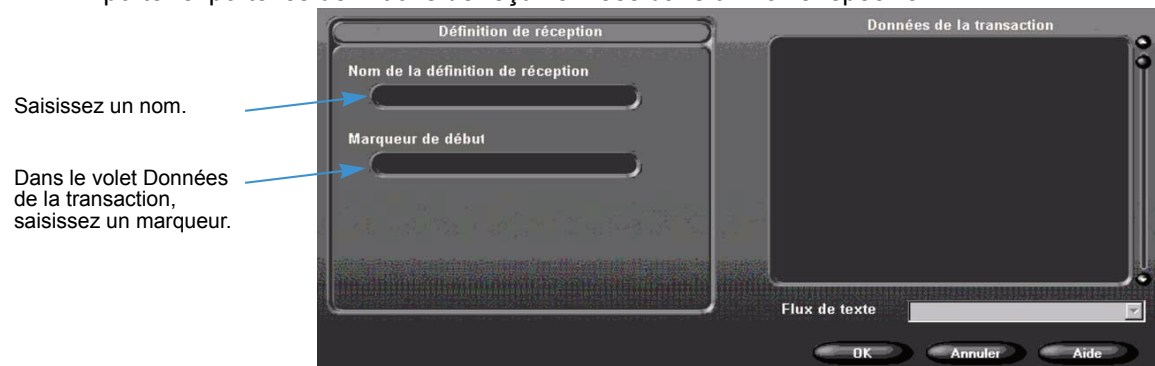 Définition de réception
Données de la transaction
Nom de la définition de réception
Saisissez un nom.
Marqueur de début
Dans le volet Données
de la transaction,
saisissez un marqueur.
Flux de texte
OK
Annuler
Aide